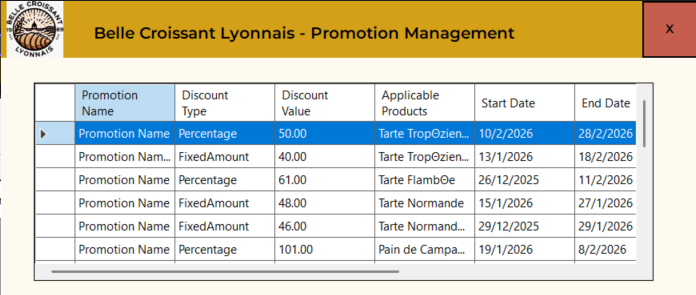 BELLE CROISSANT
LYONNAIS
Belle Croissant Lyonnais - Promotion Management
X
Promotion Name Discount Type Discount Value Applicable Products Start Date End Date
Promotion Name Percentage 50.00 Tarte TropΘzien... 10/2/2026 28/2/2026
Promotion Nam... FixedAmount 40.00 Tarte TropΘzien... 13/1/2026 18/2/2026
Promotion Name Percentage 61.00 Tarte FlambΘe 26/12/2025 11/2/2026
Promotion Name FixedAmount 48.00 Tarte Normande 15/1/2026 27/1/2026
Promotion Name FixedAmount 46.00 Tarte Normand... 29/12/2025 29/1/2026
Promotion Name Percentage 101.00 Pain de Campa... 19/1/2026 8/2/2026